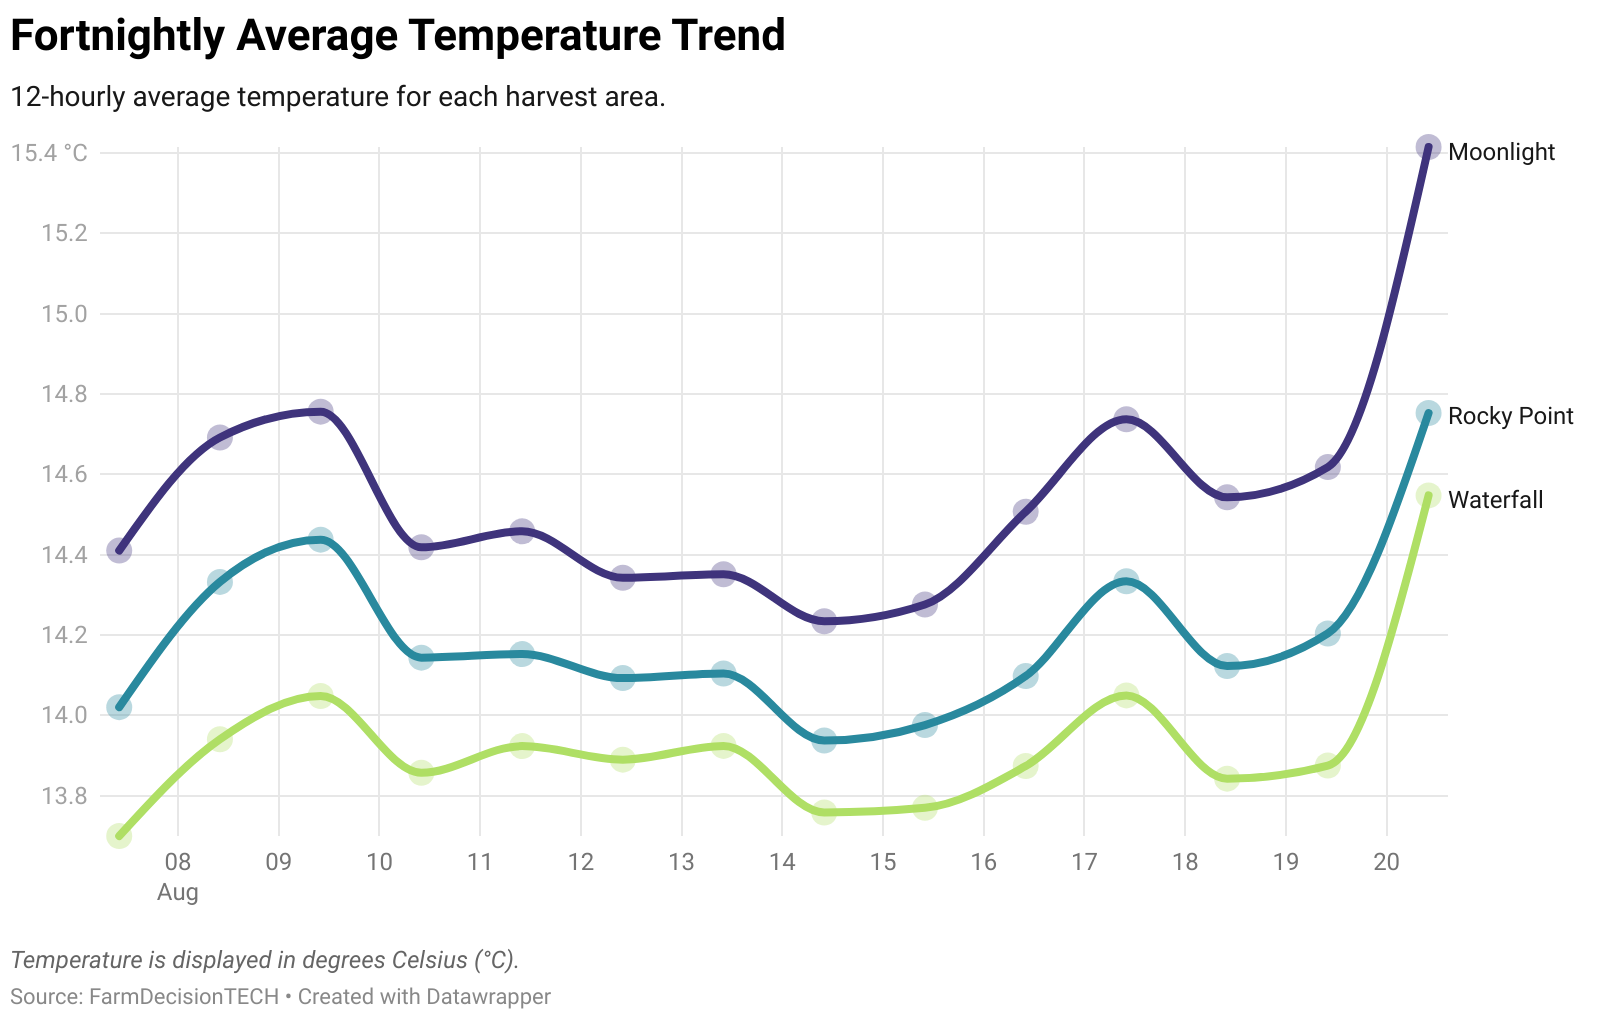 Fortnightly Average Temperature Trend
12-hourly average temperature for each harvest area.
15.4 °C
15.2
15.0
14.8
14.6
14.4
14.2
14.0
13.8
Moonlight
Rocky Point
Waterfall
08 09 10 11 12 13 14 15 16 17 18 19 20
Aug
Temperature is displayed in degrees Celsius (°C).
Source: FarmDecisionTECH • Created with Datawrapper